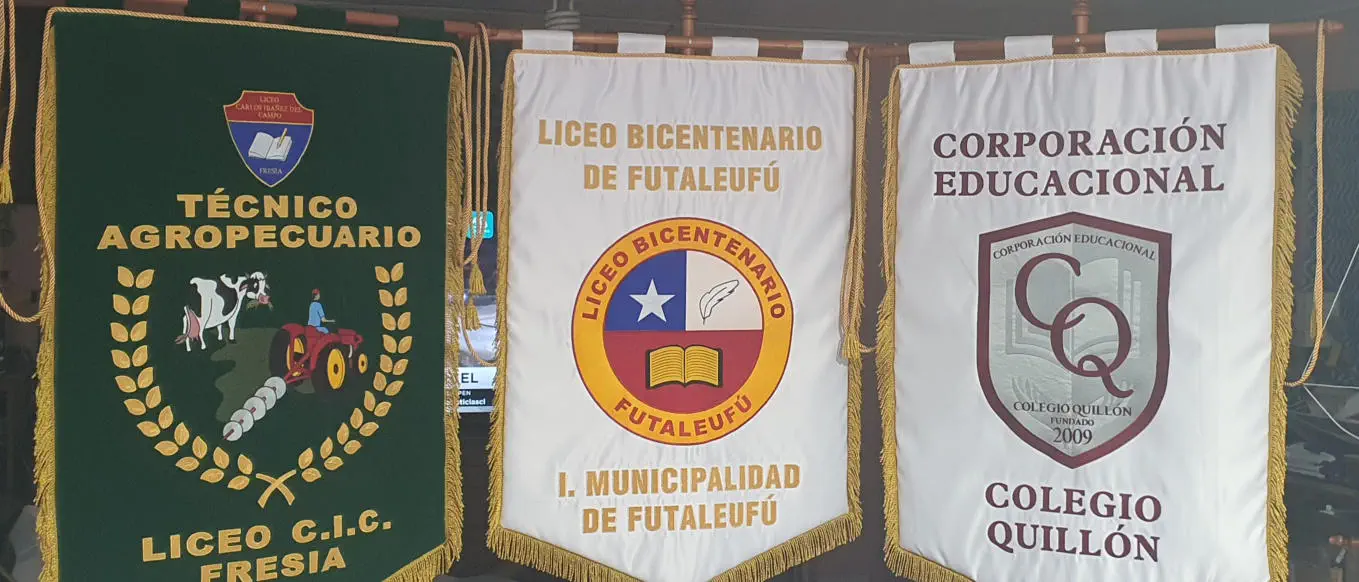 LICEO
CARLOS IBAÑEZ DEL
CAMPO
FRESIA
TÉCNICO
AGROPECUARIO
LICEO C.I.C.
FRESIA
LICEO BICENTENARIO
DE FUTALEUFÚ
LICEO BICENTENARIO
FUTALEUFÚ
I. MUNICIPALIDAD
DE FUTALEUFÚ
CORPORACIÓN
EDUCACIONAL
CORPORACIÓN EDUCACIONAL
CQ
COLEGIO QUILLÓN
FUNDADO
2009
COLEGIO
QUILLÓN